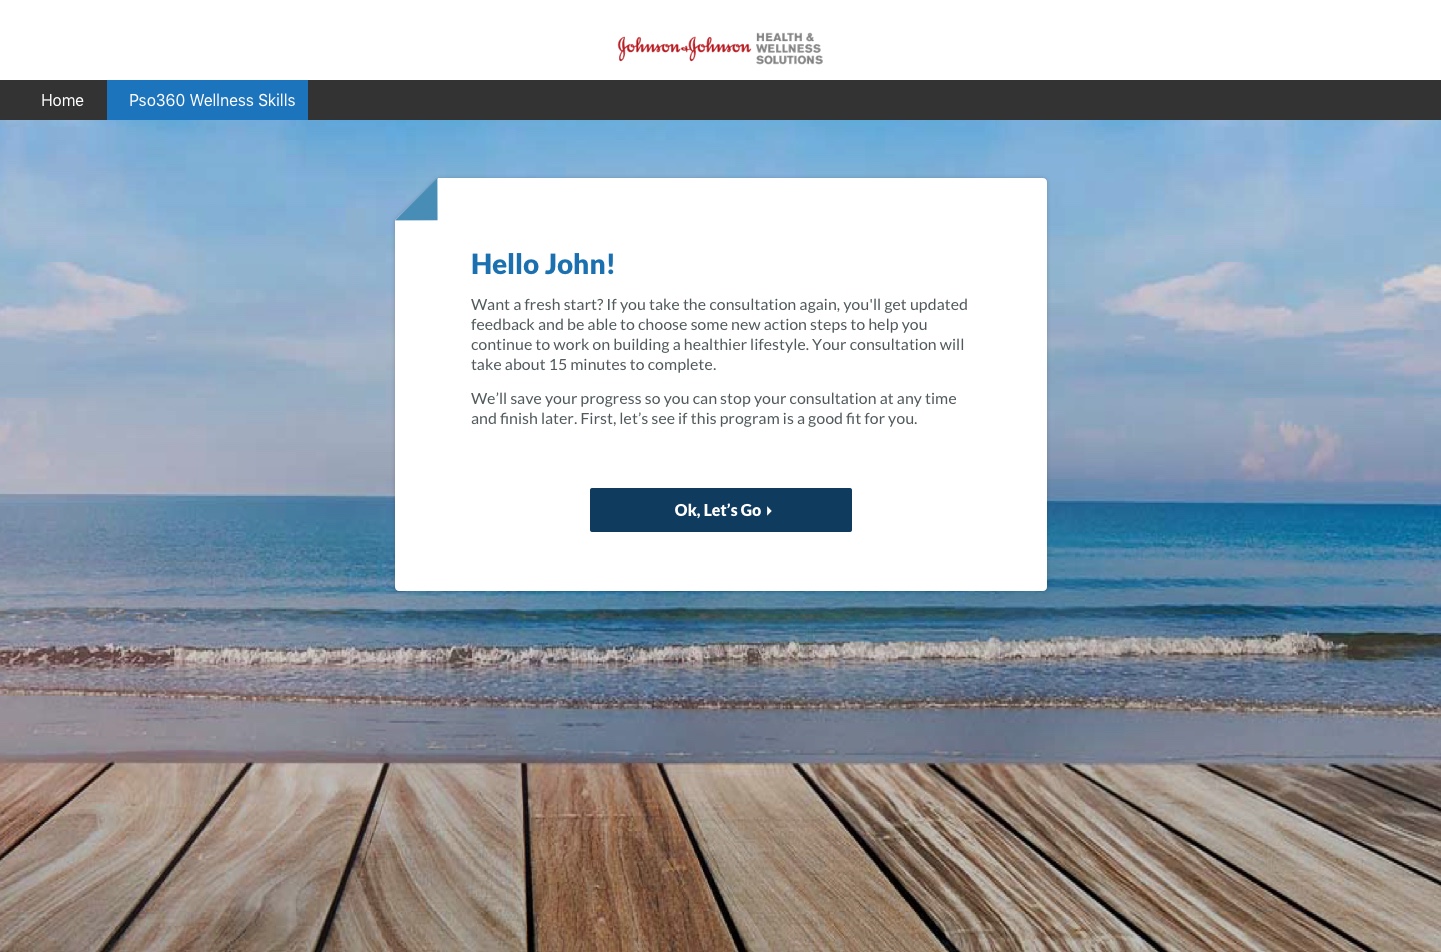 Johnson & Johnson HEALTH &
WELLNESS
SOLUTIONS
Home Pso360 Wellness Skills
Hello John!
Want a fresh start? If you take the consultation again, you'll get updated
feedback and be able to choose some new action steps to help you
continue to work on building a healthier lifestyle. Your consultation will
take about 15 minutes to complete.
We’ll save your progress so you can stop your consultation at any time
and finish later. First, let’s see if this program is a good fit for you.
Ok, Let’s Go